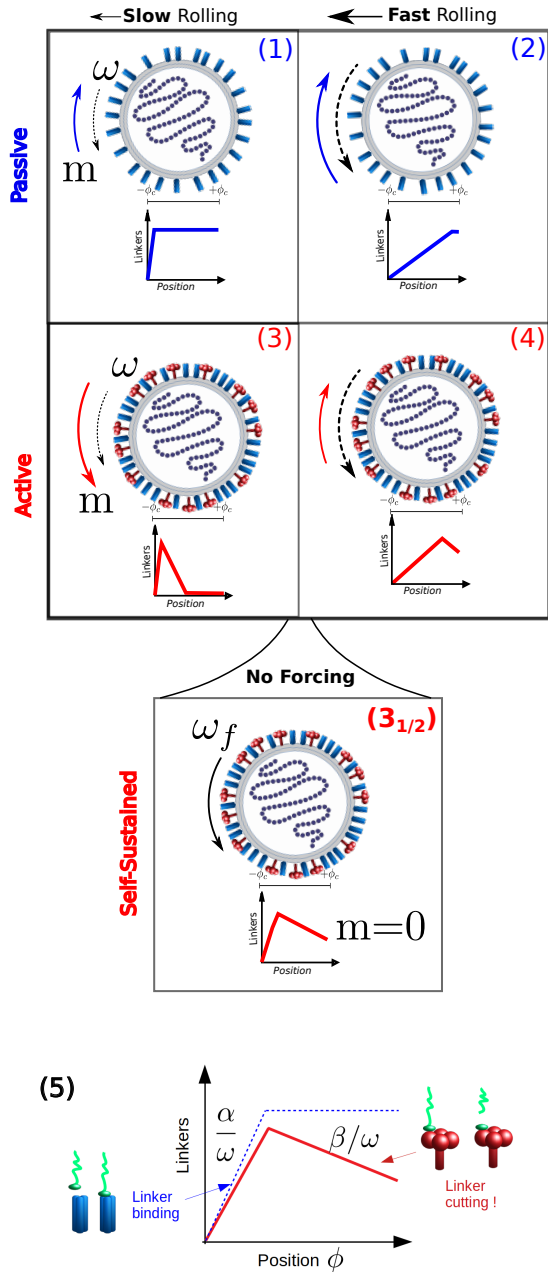 ← Slow Rolling
← Fast Rolling
Passive
(1)
ω
m
−ϕc +ϕc
Linkers
Position
(2)
−ϕc +ϕc
Linkers
Position
Active
(3)
ω
m
−ϕc +ϕc
Linkers
Position
(4)
−ϕc +ϕc
Linkers
Position
No Forcing
Self-Sustained
(31/2)
ωf
−ϕc +ϕc
Linkers
Position
m=0
(5)
Linkers
α/ω
β/ω
Linker
binding
Linker
cutting !
Position ϕ